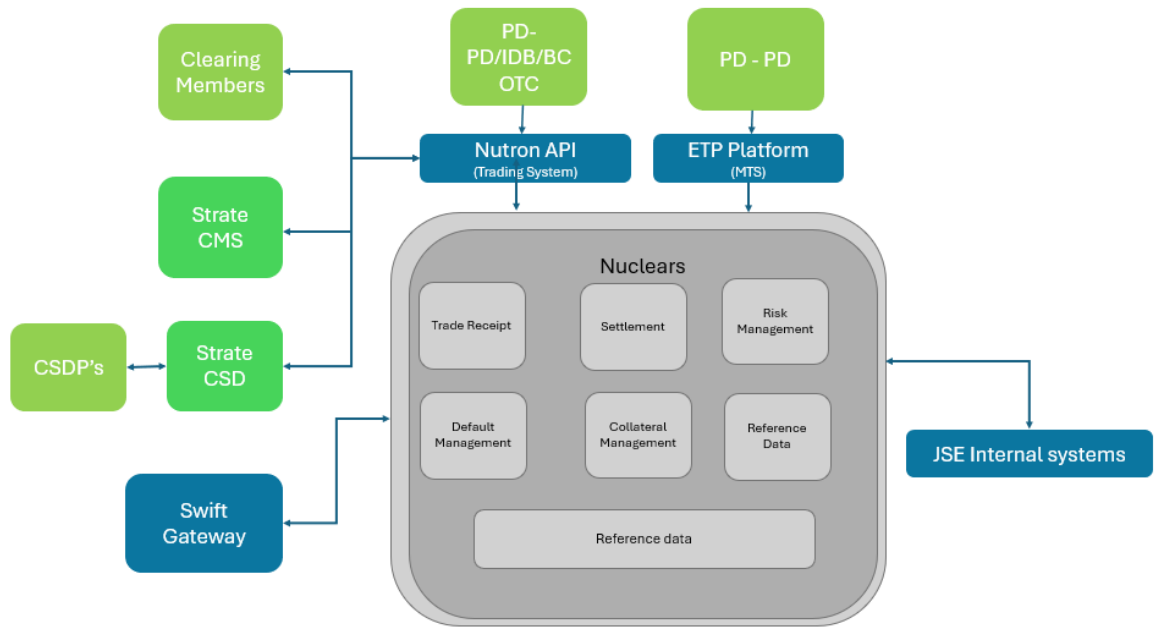 Clearing
Members
PD-
PD/IDB/BC
OTC
PD - PD
Nutron API
(Trading System)
ETP Platform
(MTS)
Strate
CMS
CSDP's
Strate
CSD
Swift
Gateway
Nuclears
Trade Receipt
Settlement
Risk
Management
Default
Management
Collateral
Management
Reference
Data
Reference data
JSE Internal systems